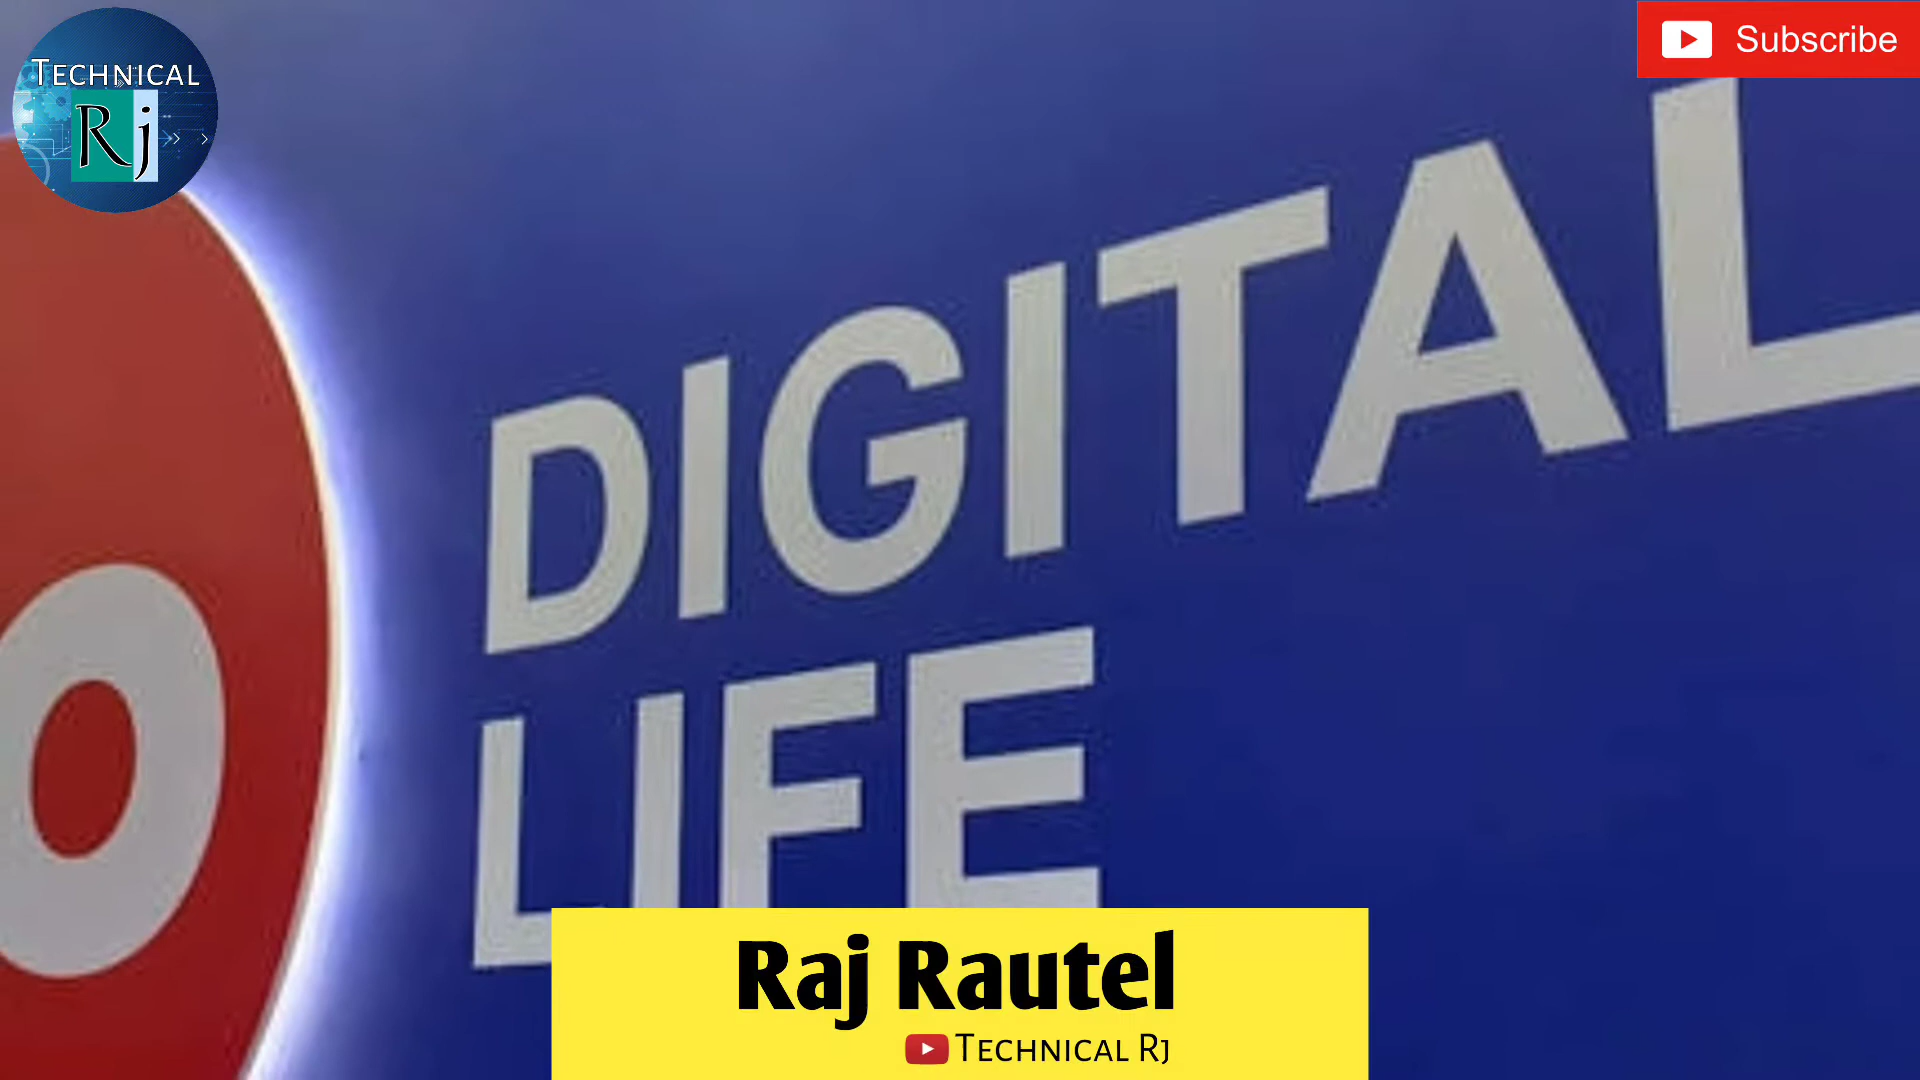 TECHNICAL
Rj
Subscribe
o
DIGITAL
LIFE
Raj Rautel
TECHNICAL Rj